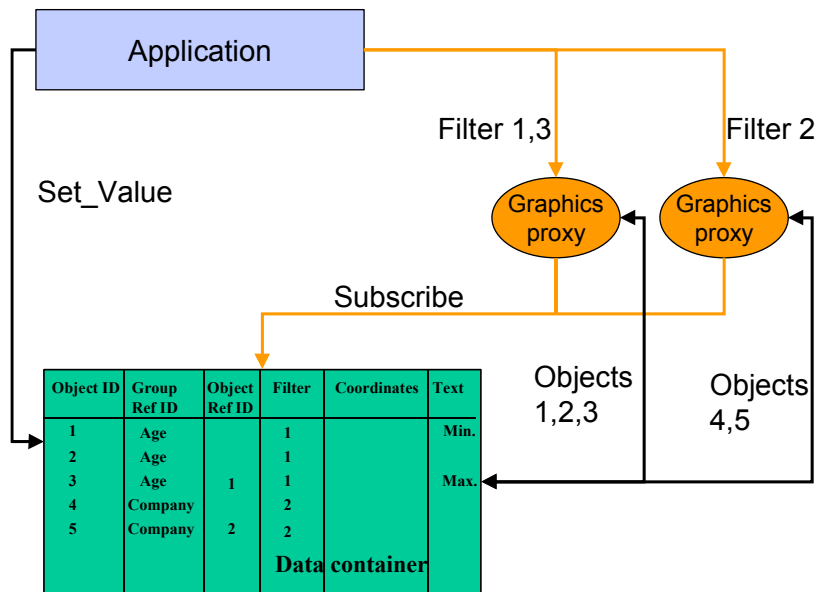 Application
Filter 1,3
Filter 2
Set_Value
Graphics
proxy
Graphics
proxy
Subscribe
Objects
1,2,3
Objects
4,5
Object ID Group Ref ID Object Ref ID Filter Coordinates Text
1 Age 1 Min.
2 Age 1
3 Age 1 1 Max.
4 Company 2
5 Company 2 2
Data container